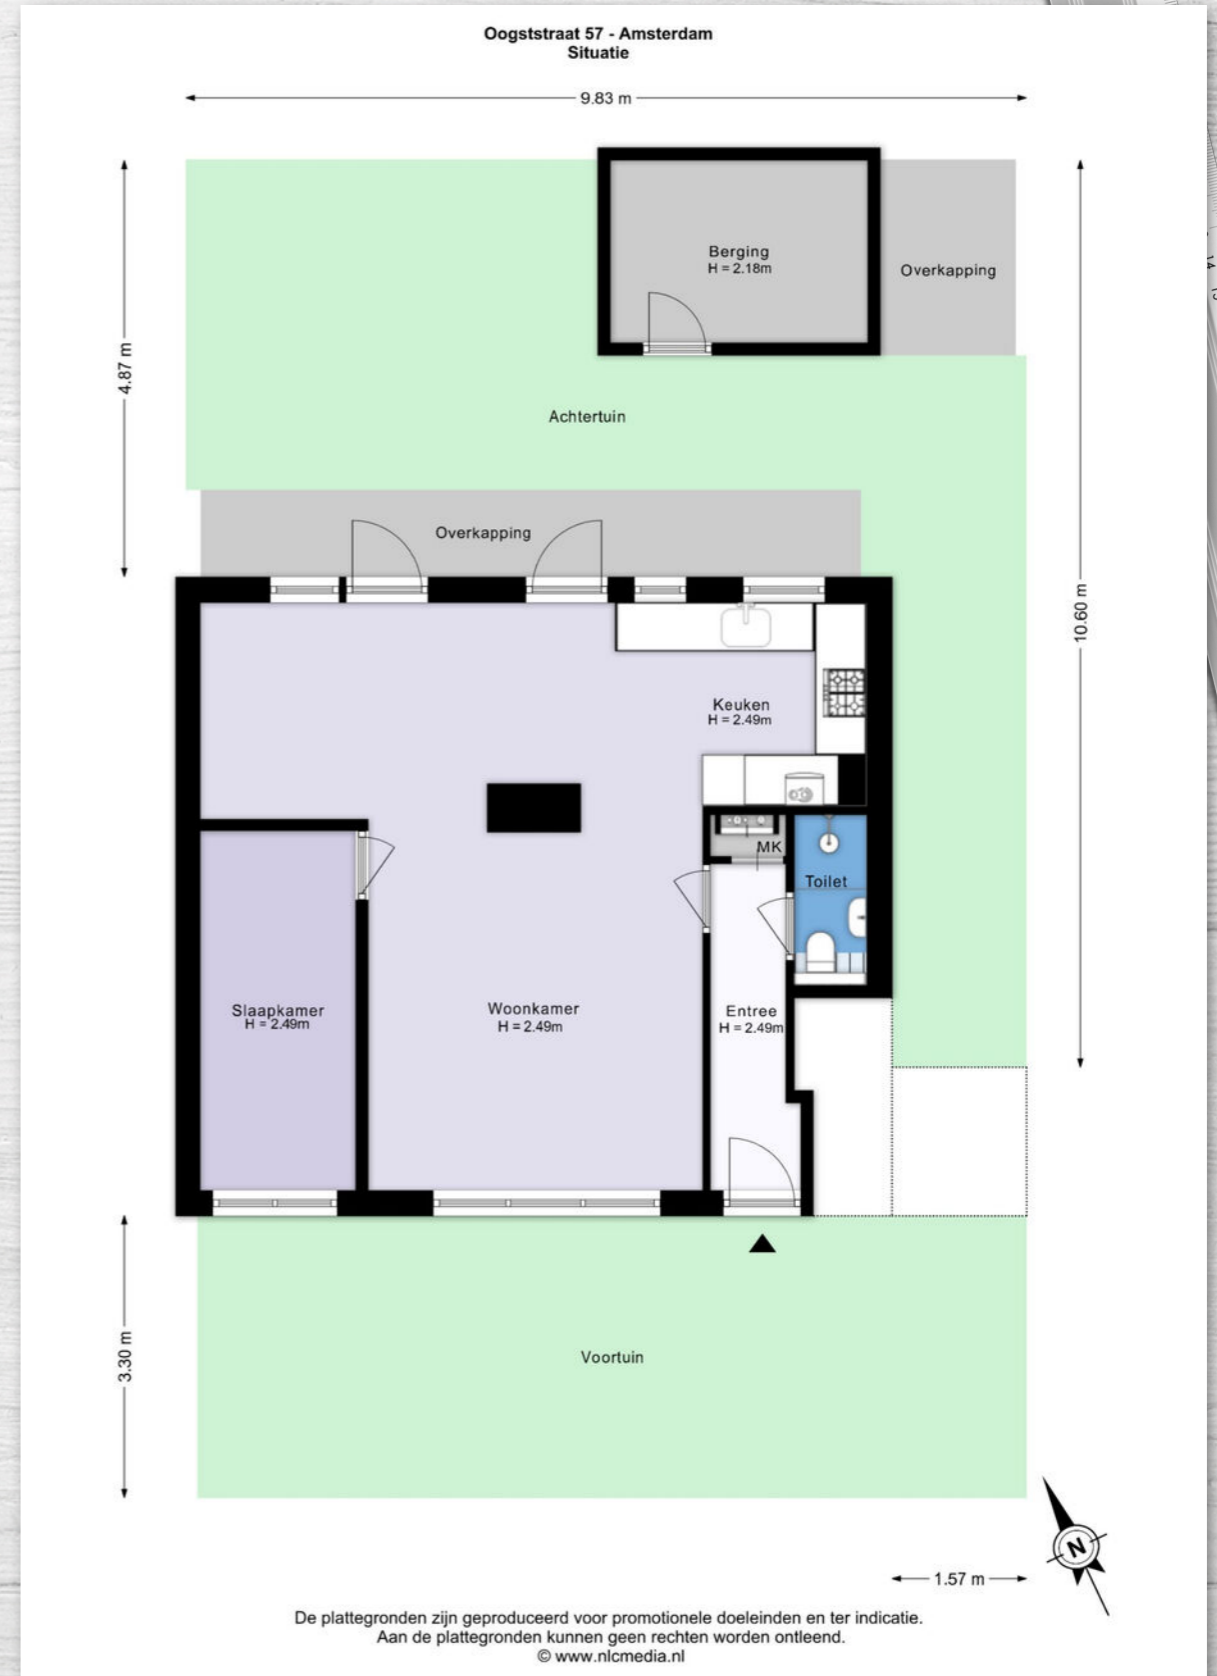 Oogststraat 57 - Amsterdam
Situatie
9.83 m
Berging
H = 2.18m
Overkapping
4.87 m
Achtertuin
Overkapping
10.60 m
Keuken
H = 2.49m
MK
Toilet
Slaapkamer
H = 2.49m
Woonkamer
H = 2.49m
Entree
H = 2.49m
3.30 m
Voortuin
N
1.57 m
De plattegronden zijn geproduceerd voor promotionele doeleinden en ter indicatie.
Aan de plattegronden kunnen geen rechten worden ontleend.
© www.nlcmedia.nl